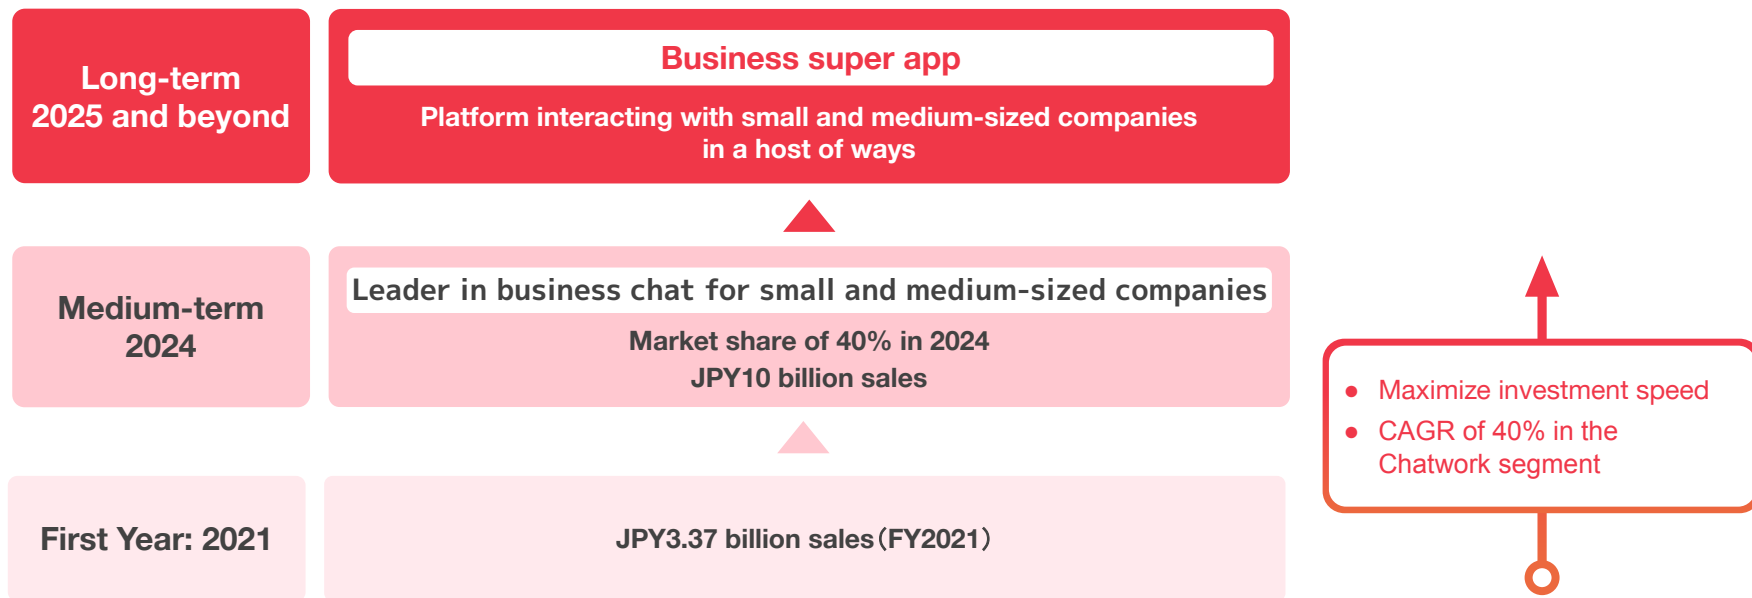 Long-term
2025 and beyond
Business super app
Platform interacting with small and medium-sized companies
in a host of ways
Medium-term
2024
Leader in business chat for small and medium-sized companies
Market share of 40% in 2024
JPY10 billion sales
● Maximize investment speed
● CAGR of 40% in the
Chatwork segment
First Year: 2021
JPY3.37 billion sales（FY2021）